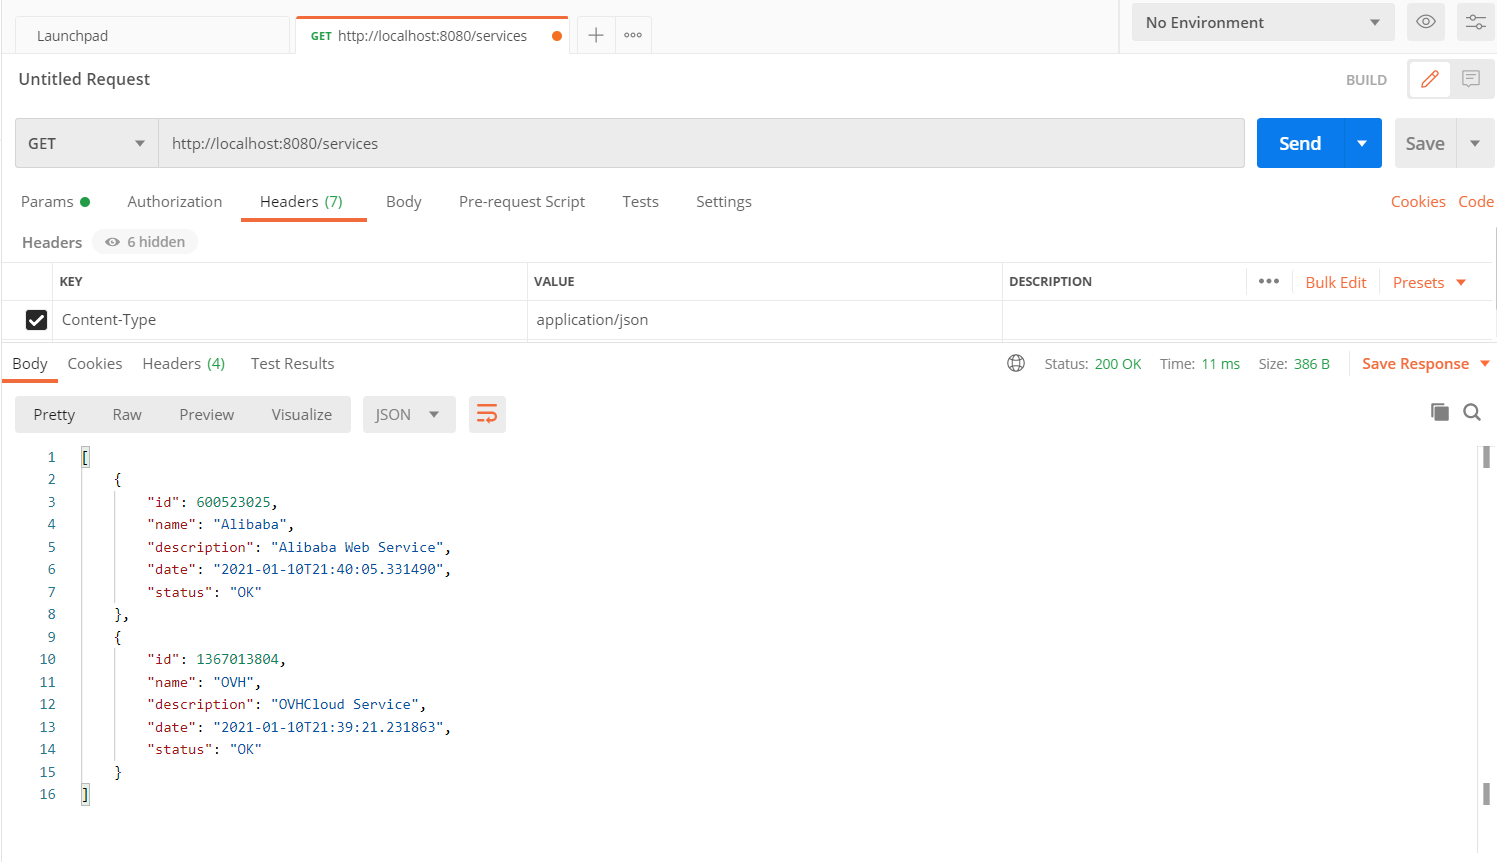 Launchpad
GET http://localhost:8080/services
No Environment
Untitled Request
BUILD
GET http://localhost:8080/services Send Save
Params Authorization Headers (7) Body Pre-request Script Tests Settings Cookies Code
Headers 6 hidden
KEY VALUE DESCRIPTION Bulk Edit Presets
Content-Type application/json
Body Cookies Headers (4) Test Results Status: 200 OK Time: 11 ms Size: 386 B Save Response
Pretty Raw Preview Visualize JSON
1 [
2 {
3 "id": 600523025,
4 "name": "Alibaba",
5 "description": "Alibaba Web Service",
6 "date": "2021-01-10T21:40:05.331490",
7 "status": "OK"
8 },
9 {
10 "id": 1367013804,
11 "name": "OVH",
12 "description": "OVHCloud Service",
13 "date": "2021-01-10T21:39:21.231863",
14 "status": "OK"
15 }
16 ]